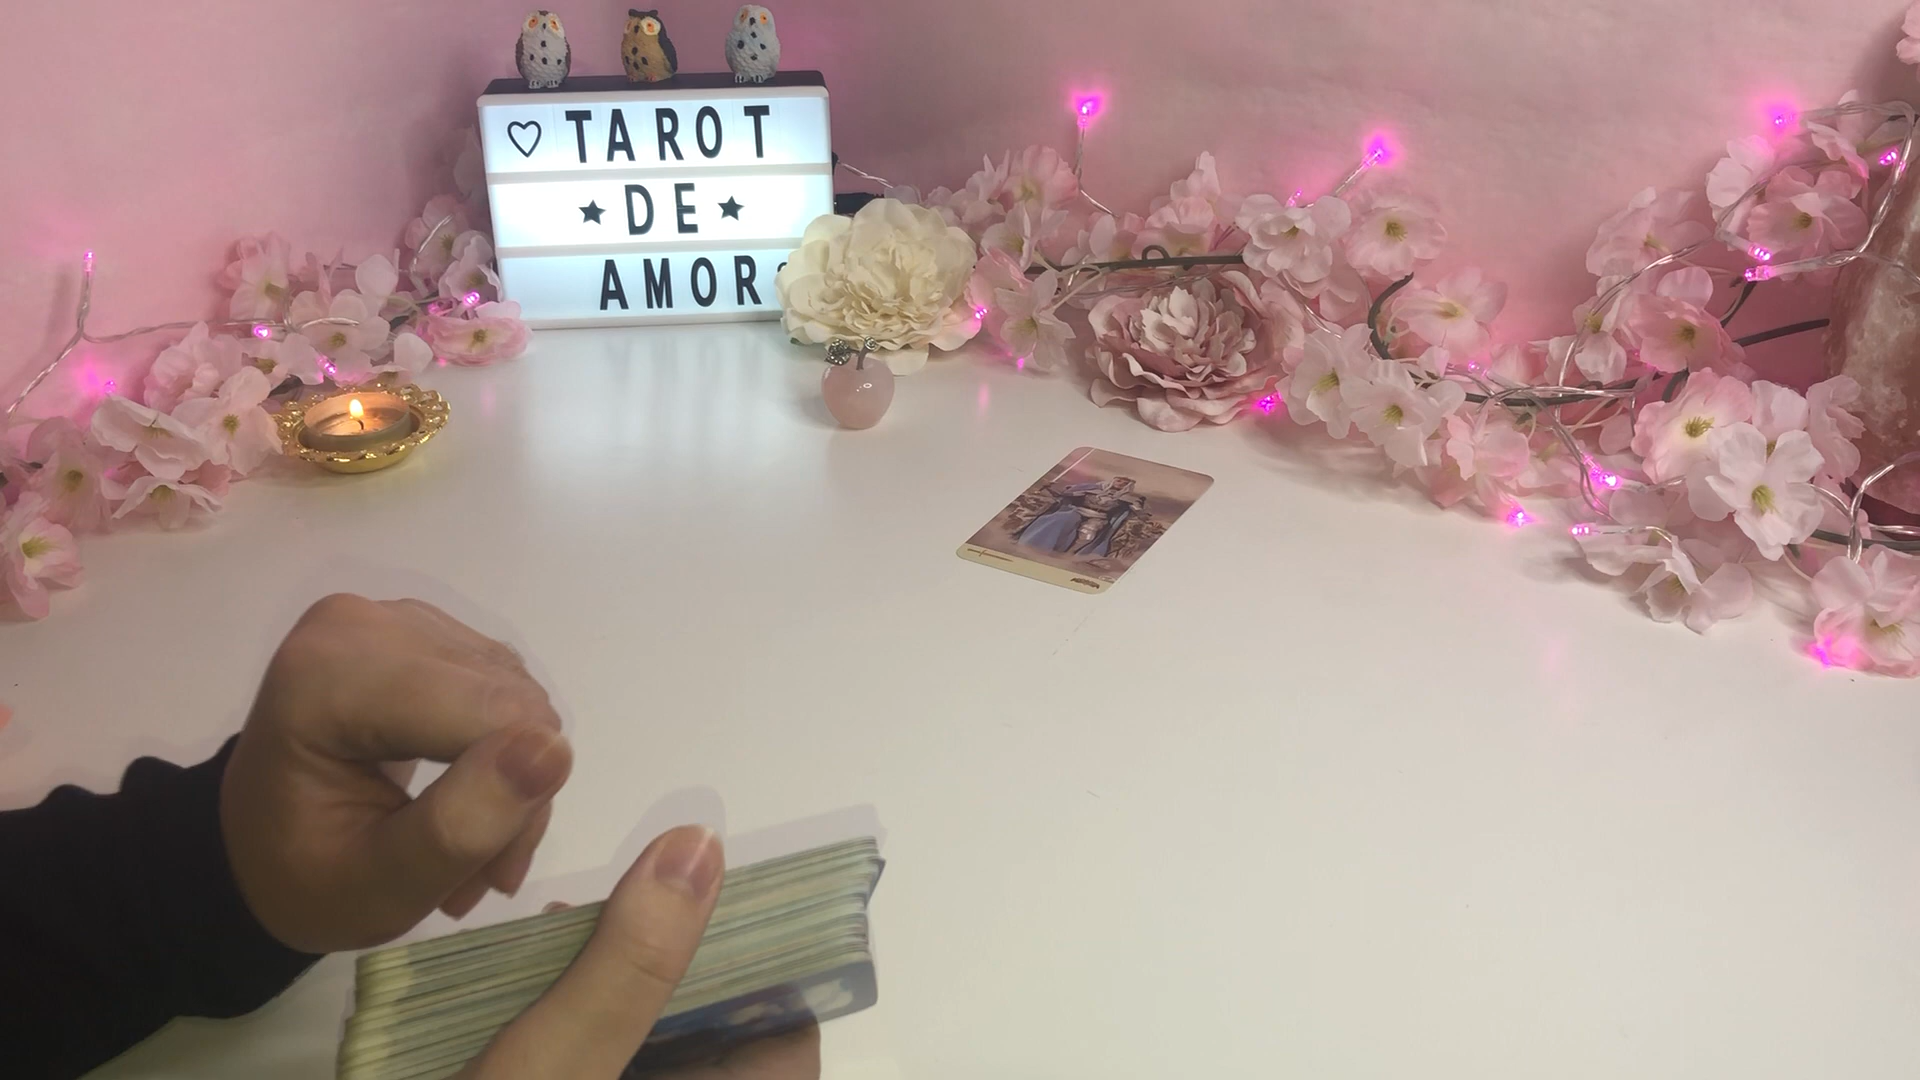 ♡ TAROT
★ DE ★
AMOR